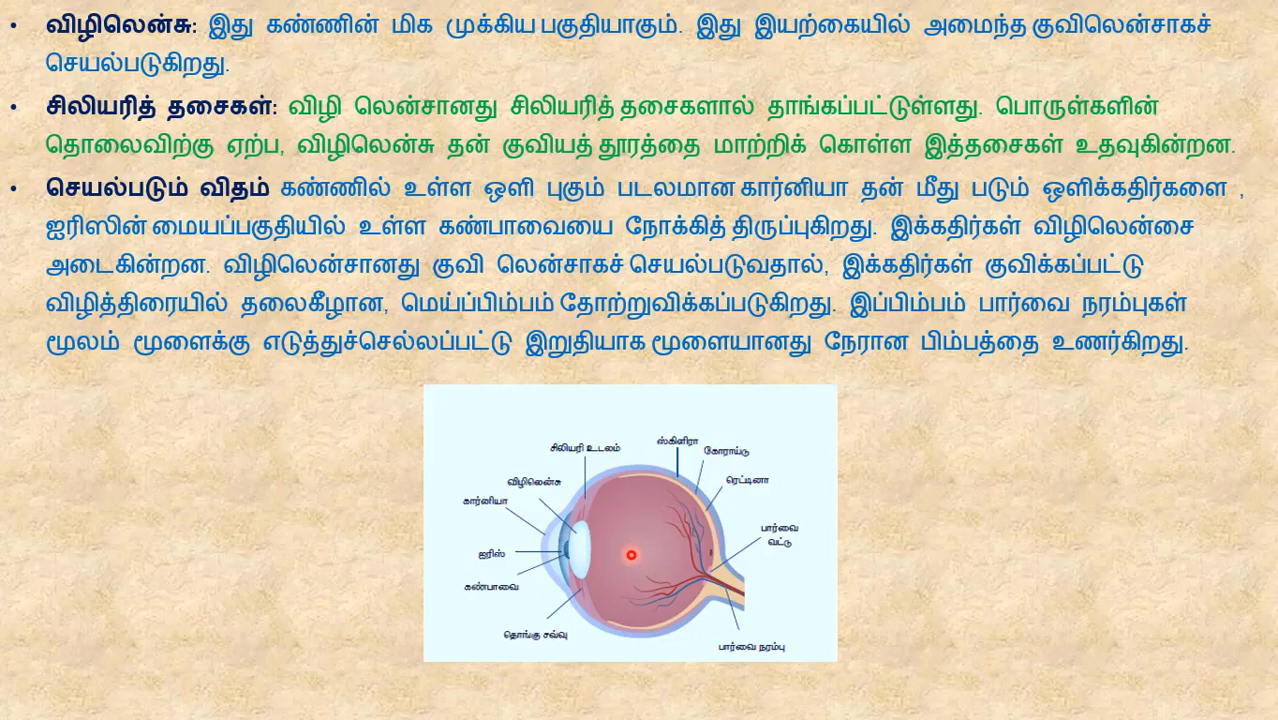 • விழிலென்சு: இது கண்ணின் மிக முக்கிய பகுதியாகும். இது இயற்கையில் அமைந்த குவிலென்சாகச்
செயல்படுகிறது.
• சிலியரித் தசைகள்: விழி லென்சானது சிலியரித் தசைகளால் தாங்கப்பட்டுள்ளது. பொருள்களின்
தொலைவிற்கு ஏற்ப, விழிலென்சு தன் குவியத் தூரத்தை மாற்றிக் கொள்ள இத்தசைகள் உதவுகின்றன.
• செயல்படும் விதம் கண்ணில் உள்ள ஒளி புகும் படலமான கார்னியா தன் மீது படும் ஒளிக்கதிர்களை ,
ஐரிஸின் மையப்பகுதியில் உள்ள கண்பாவையை நோக்கித் திருப்புகிறது. இக்கதிர்கள் விழிலென்சை
அடைகின்றன. விழிலென்சானது குவி லென்சாகச் செயல்படுவதால், இக்கதிர்கள் குவிக்கப்பட்டு
விழித்திரையில் தலைகீழான, மெய்ப்பிம்பம் தோற்றுவிக்கப்படுகிறது. இப்பிம்பம் பார்வை நரம்புகள்
மூலம் மூளைக்கு எடுத்துச்செல்லப்பட்டு இறுதியாக மூளையானது நேரான பிம்பத்தை உணர்கிறது.
சிலியரி உடலம்
ஸ்கிளிரா
கோராய்டு
ரெட்டினா
விழிலென்சு
கார்னியா
பார்வை
வட்டு
ஐரிஸ்
கண்பாவை
தொங்கு சவ்வு
பார்வை நரம்பு